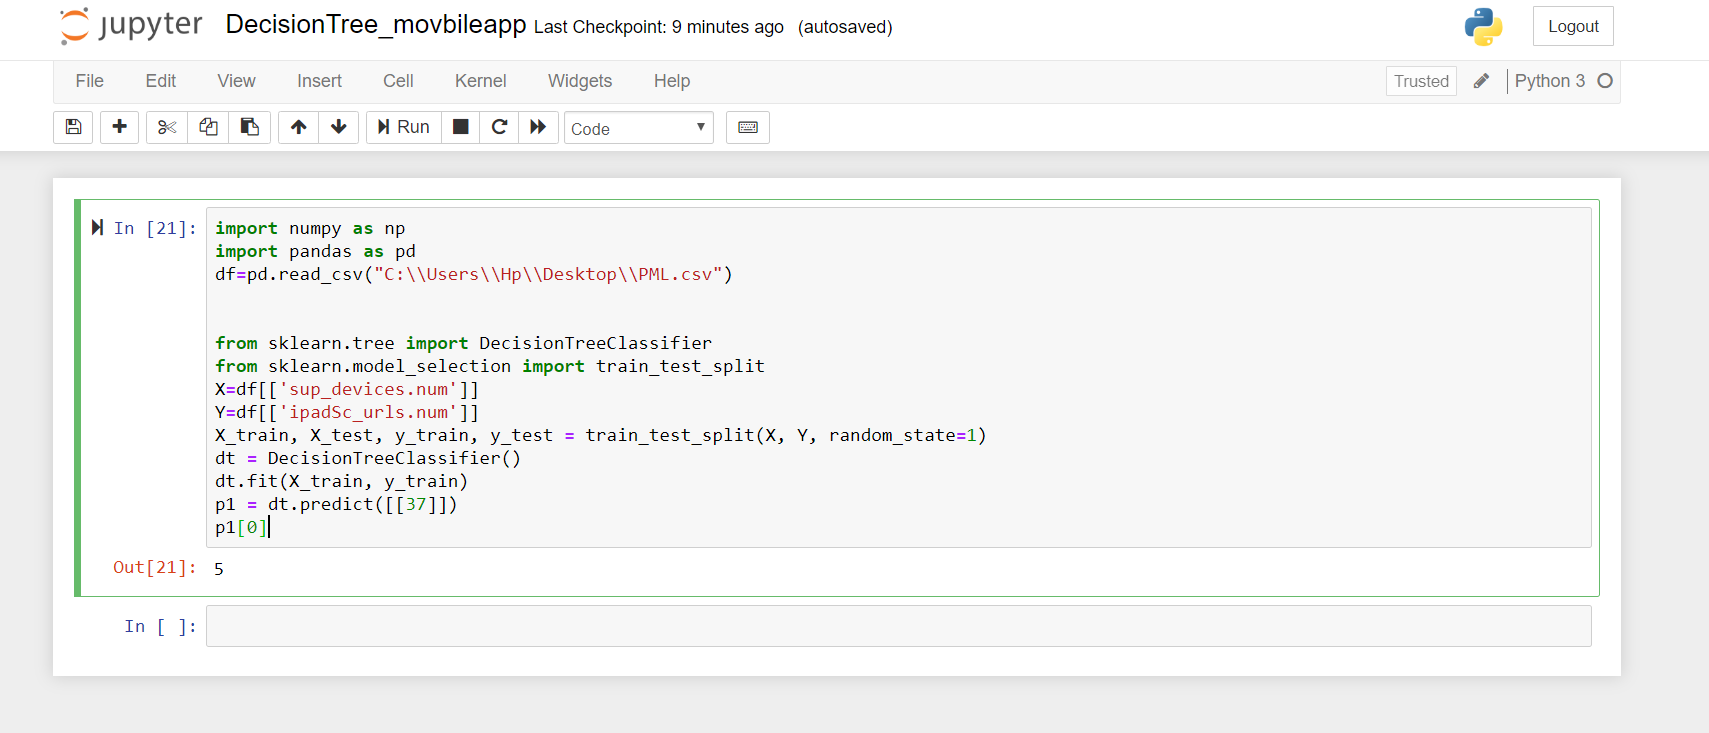 jupyter DecisionTree_movbileapp Last Checkpoint: 9 minutes ago (autosaved) Logout
File Edit View Insert Cell Kernel Widgets Help Trusted Python 3
Run Code
In [21]: import numpy as np
import pandas as pd
df=pd.read_csv("C:\\Users\\Hp\\Desktop\\PML.csv")
from sklearn.tree import DecisionTreeClassifier
from sklearn.model_selection import train_test_split
X=df[['sup_devices.num']]
Y=df[['ipadSc_urls.num']]
X_train, X_test, y_train, y_test = train_test_split(X, Y, random_state=1)
dt = DecisionTreeClassifier()
dt.fit(X_train, y_train)
p1 = dt.predict([[37]])
p1[0]
Out[21]: 5
In [ ]: